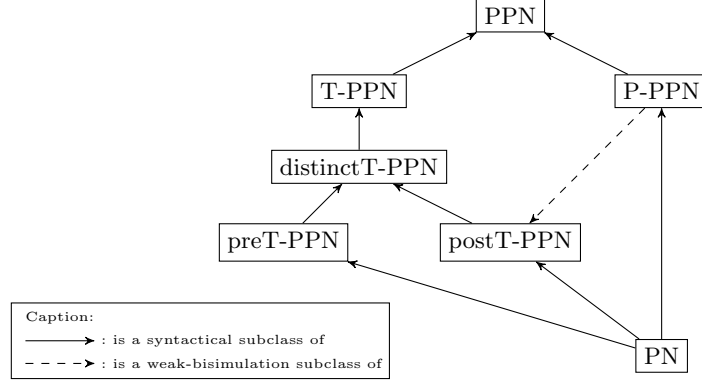 PPN
T-PPN
P-PPN
distinctT-PPN
preT-PPN
postT-PPN
Caption:
: is a syntactical subclass of
: is a weak-bisimulation subclass of
PN